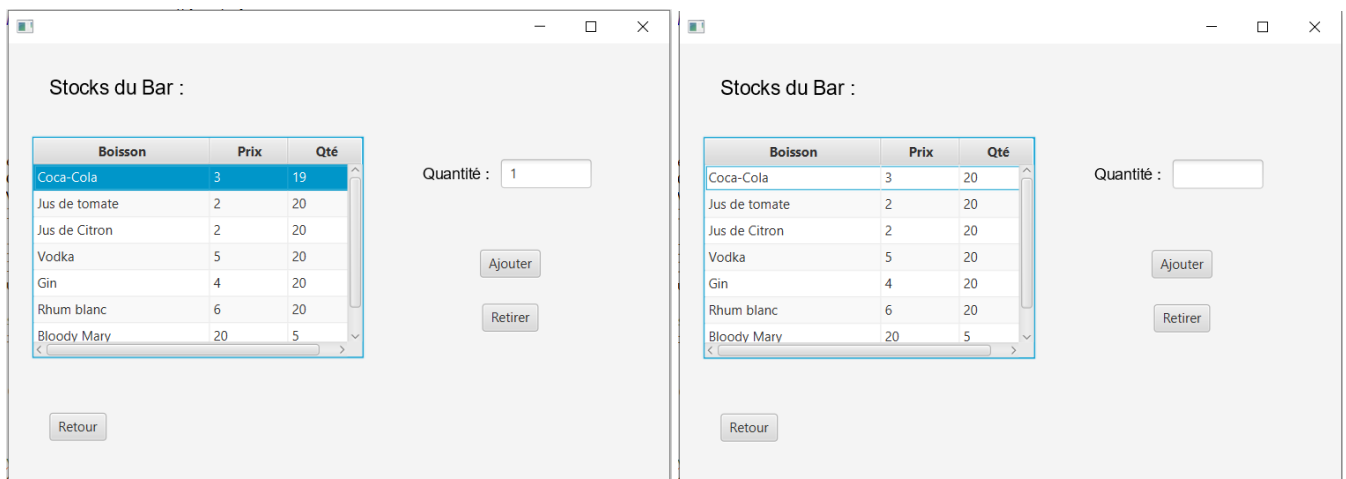 Stocks du Bar :
Boisson Prix Qté
Coca-Cola 3 19
Jus de tomate 2 20
Jus de Citron 2 20
Vodka 5 20
Gin 4 20
Rhum blanc 6 20
Bloody Mary 20 5
Quantité : 1
Ajouter
Retirer
Retour
Stocks du Bar :
Boisson Prix Qté
Coca-Cola 3 20
Jus de tomate 2 20
Jus de Citron 2 20
Vodka 5 20
Gin 4 20
Rhum blanc 6 20
Bloody Mary 20 5
Quantité :
Ajouter
Retirer
Retour